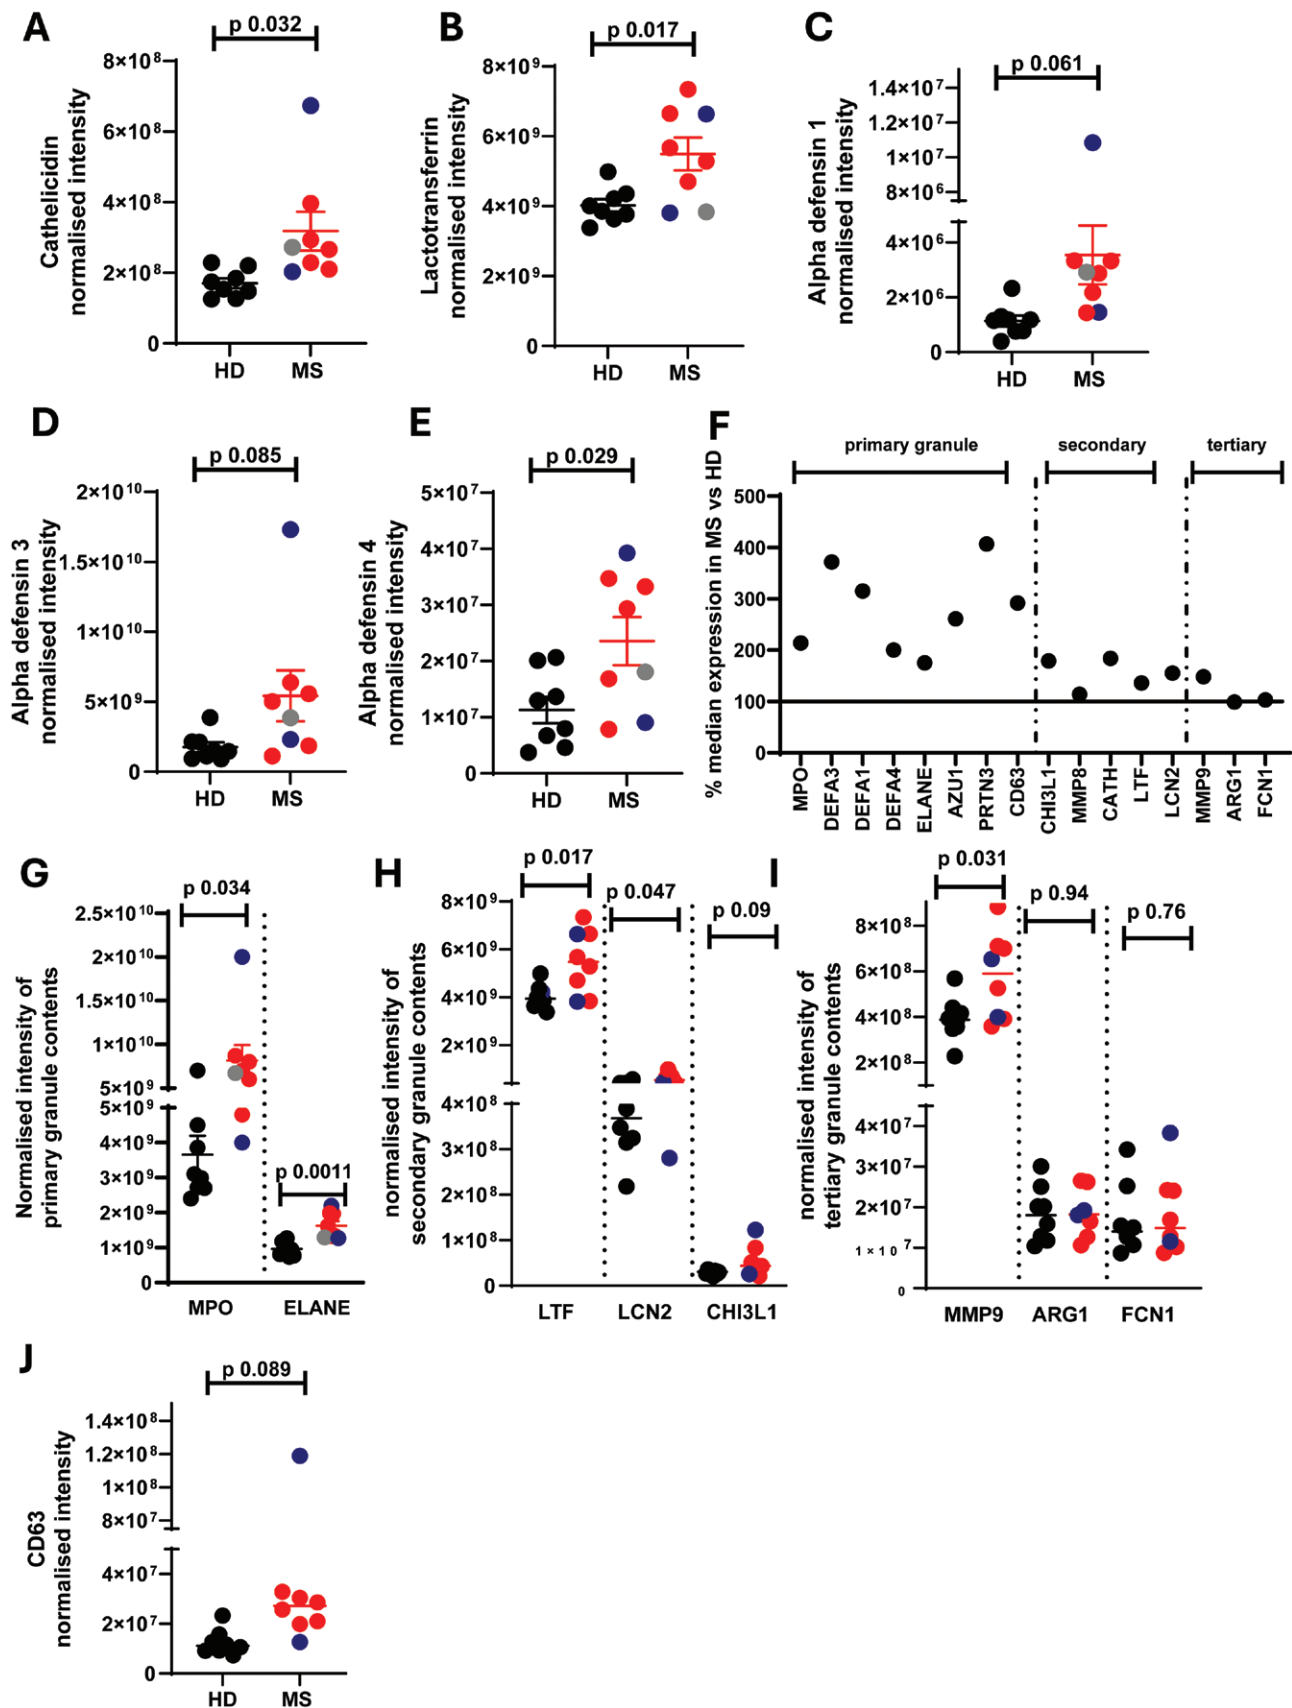 A
p 0.032
Cathelicidin
normalised intensity
8×10⁸
6×10⁸
4×10⁸
2×10⁸
0
HD
MS
B
p 0.017
Lactotransferrin
normalised intensity
8×10⁹
6×10⁹
4×10⁹
2×10⁹
0
HD
MS
C
p 0.061
Alpha defensin 1
normalised intensity
1.4×10⁷
1.2×10⁷
1×10⁷
8×10⁶
4×10⁶
2×10⁶
0
HD
MS
D
p 0.085
Alpha defensin 3
normalised intensity
2×10¹⁰
1.5×10¹⁰
1×10¹⁰
5×10⁹
0
HD
MS
E
p 0.029
Alpha defensin 4
normalised intensity
5×10⁷
4×10⁷
3×10⁷
2×10⁷
1×10⁷
0
HD
MS
F
primary granule
secondary
tertiary
% median expression in MS vs HD
500
400
300
200
100
0
MPO
DEFA3
DEFA1
DEFA4
ELANE
AZU1
PRTN3
CD63
CHI3L1
MMP8
CATH
LTF
LCN2
MMP9
ARG1
FCN1
G
p 0.034
p 0.0011
Normalised intensity of
primary granule contents
2.5×10¹⁰
2×10¹⁰
1.5×10¹⁰
1×10¹⁰
5×10⁹
5×10⁹
4×10⁹
3×10⁹
2×10⁹
1×10⁹
0
MPO
ELANE
H
p 0.017
p 0.047
p 0.09
normalised intensity of
secondary granule contents
8×10⁹
6×10⁹
4×10⁹
2×10⁹
4×10⁸
3×10⁸
2×10⁸
1×10⁸
0
LTF
LCN2
CHI3L1
I
p 0.031
p 0.94
p 0.76
normalised intensity of
tertiary granule contents
8×10⁸
6×10⁸
4×10⁸
2×10⁸
4×10⁷
3×10⁷
2×10⁷
1×10⁷
0
MMP9
ARG1
FCN1
J
p 0.089
CD63
normalised intensity
1.4×10⁸
1.2×10⁸
1×10⁸
8×10⁷
4×10⁷
2×10⁷
0
HD
MS